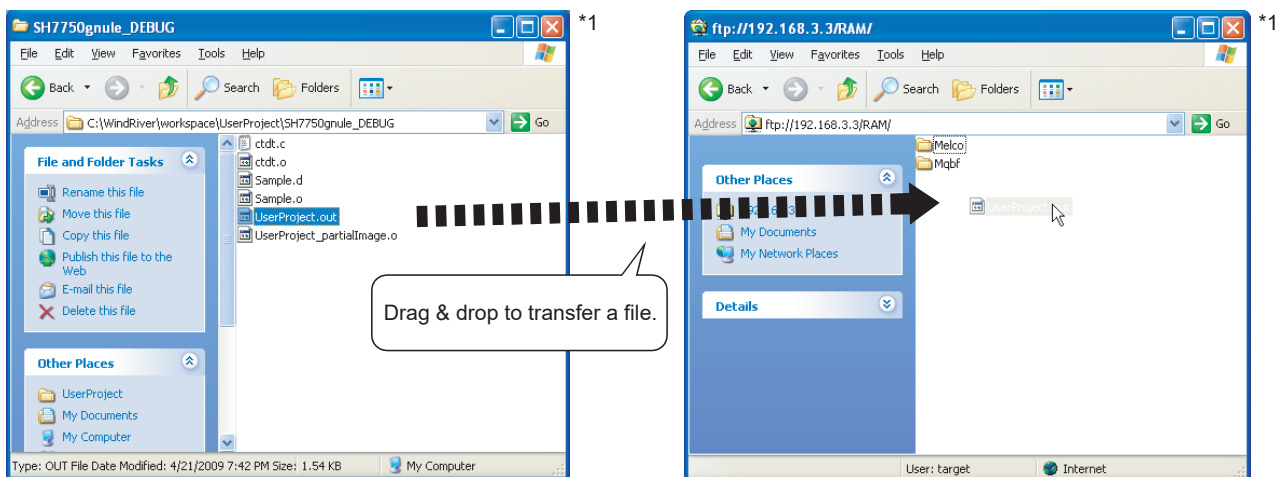 SH7750gnule_DEBUG
*1
File Edit View Favorites Tools Help
Back Search Folders
Address C:\WindRiver\workspace\UserProject\SH7750gnule_DEBUG Go
File and Folder Tasks
Rename this file
Move this file
Copy this file
Publish this file to the
Web
E-mail this file
Delete this file
Other Places
UserProject
My Documents
My Computer
ctdt.c
ctdt.o
Sample.d
Sample.o
UserProject.out
UserProject_partialImage.o
Type: OUT File Date Modified: 4/21/2009 7:42 PM Size: 1.54 KB My Computer
Drag & drop to transfer a file.
ftp://192.168.3.3/RAM/
*1
File Edit View Favorites Tools Help
Back Search Folders
Address ftp://192.168.3.3/RAM/ Go
Other Places
My Documents
My Network Places
Details
iMelco
Mqbf
User: target Internet